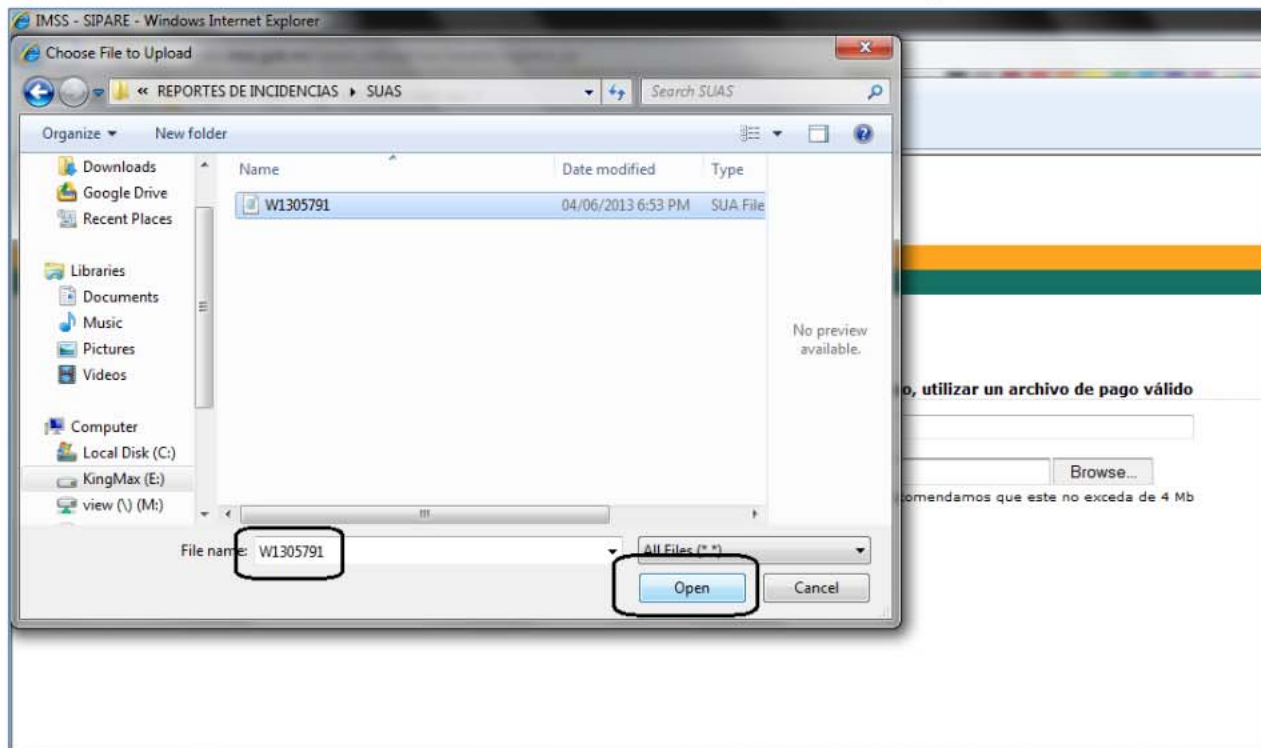 IMSS - SIPARE - Windows Internet Explorer
Choose File to Upload
« REPORTES DE INCIDENCIAS ▸ SUAS
Search SUAS
Organize
New folder
Name
Date modified
Type
W1305791
04/06/2013 6:53 PM
SUA File
Downloads
Google Drive
Recent Places
Libraries
Documents
Music
Pictures
Videos
Computer
Local Disk (C:)
KingMax (E:)
view (\) (M:)
No preview
available.
o, utilizar un archivo de pago válido
Browse...
comendamos que este no exceda de 4 Mb
File name: W1305791
All Files (*.*)
Open
Cancel